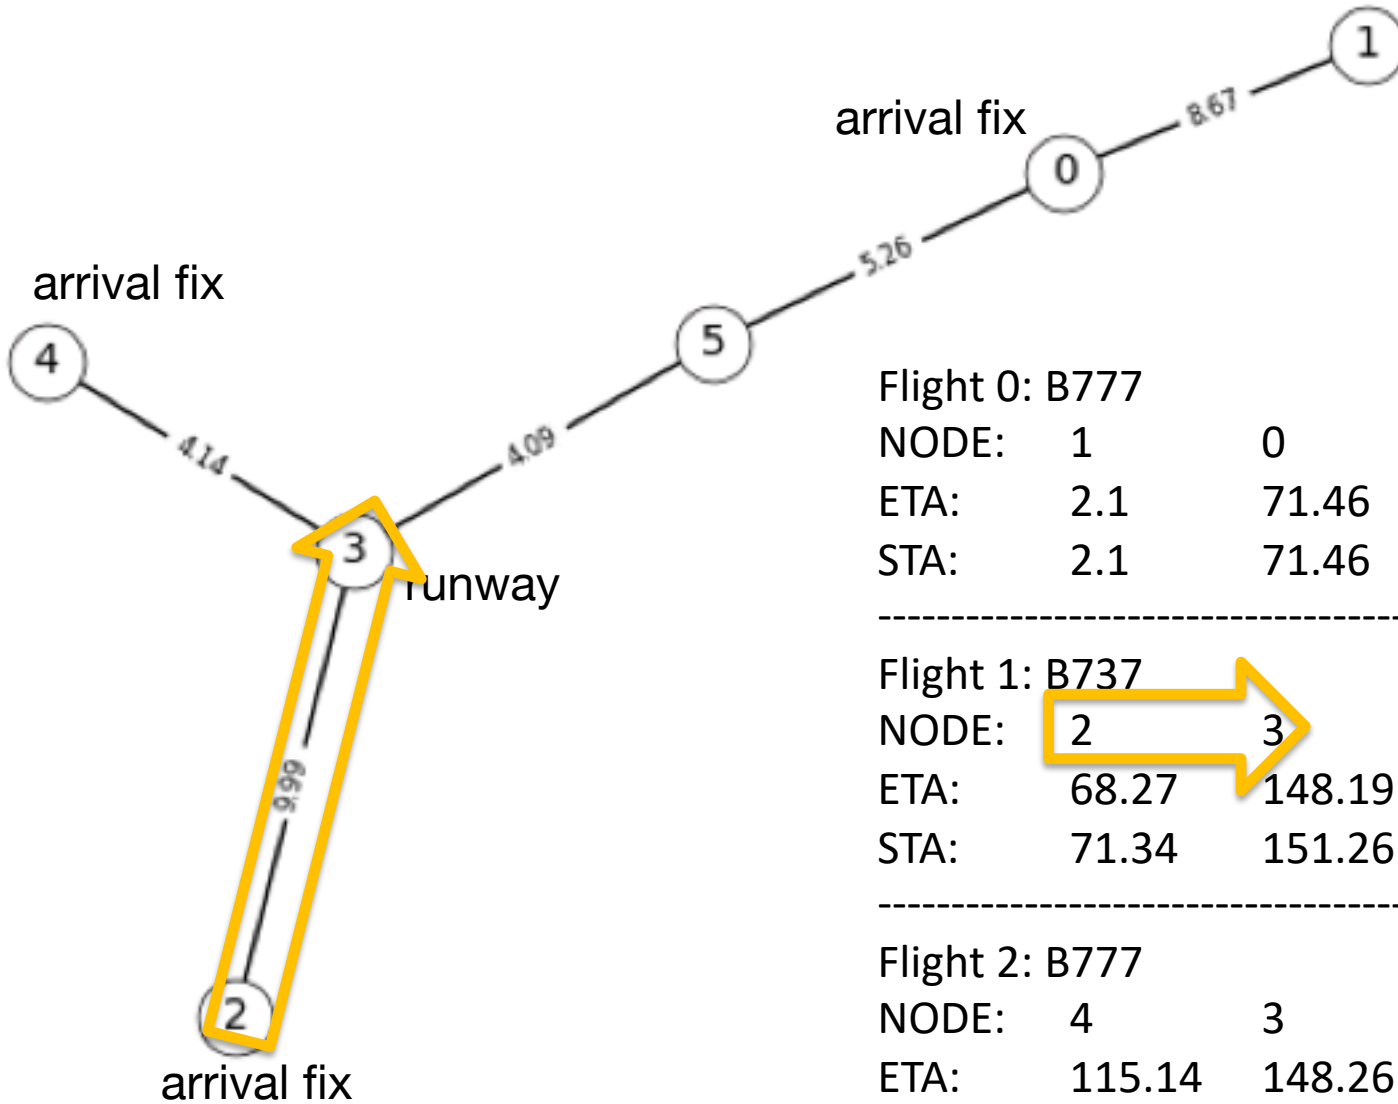 1
8.67
arrival fix
0
5.26
arrival fix
4
5
4.14
4.09
3
runway
9.99
2
arrival fix
Flight 0: B777
NODE: 1 0
ETA: 2.1 71.46
STA: 2.1 71.46
------------------------------------
Flight 1: B737
NODE: 2 3
ETA: 68.27 148.19
STA: 71.34 151.26
------------------------------------
Flight 2: B777
NODE: 4 3
ETA: 115.14 148.26